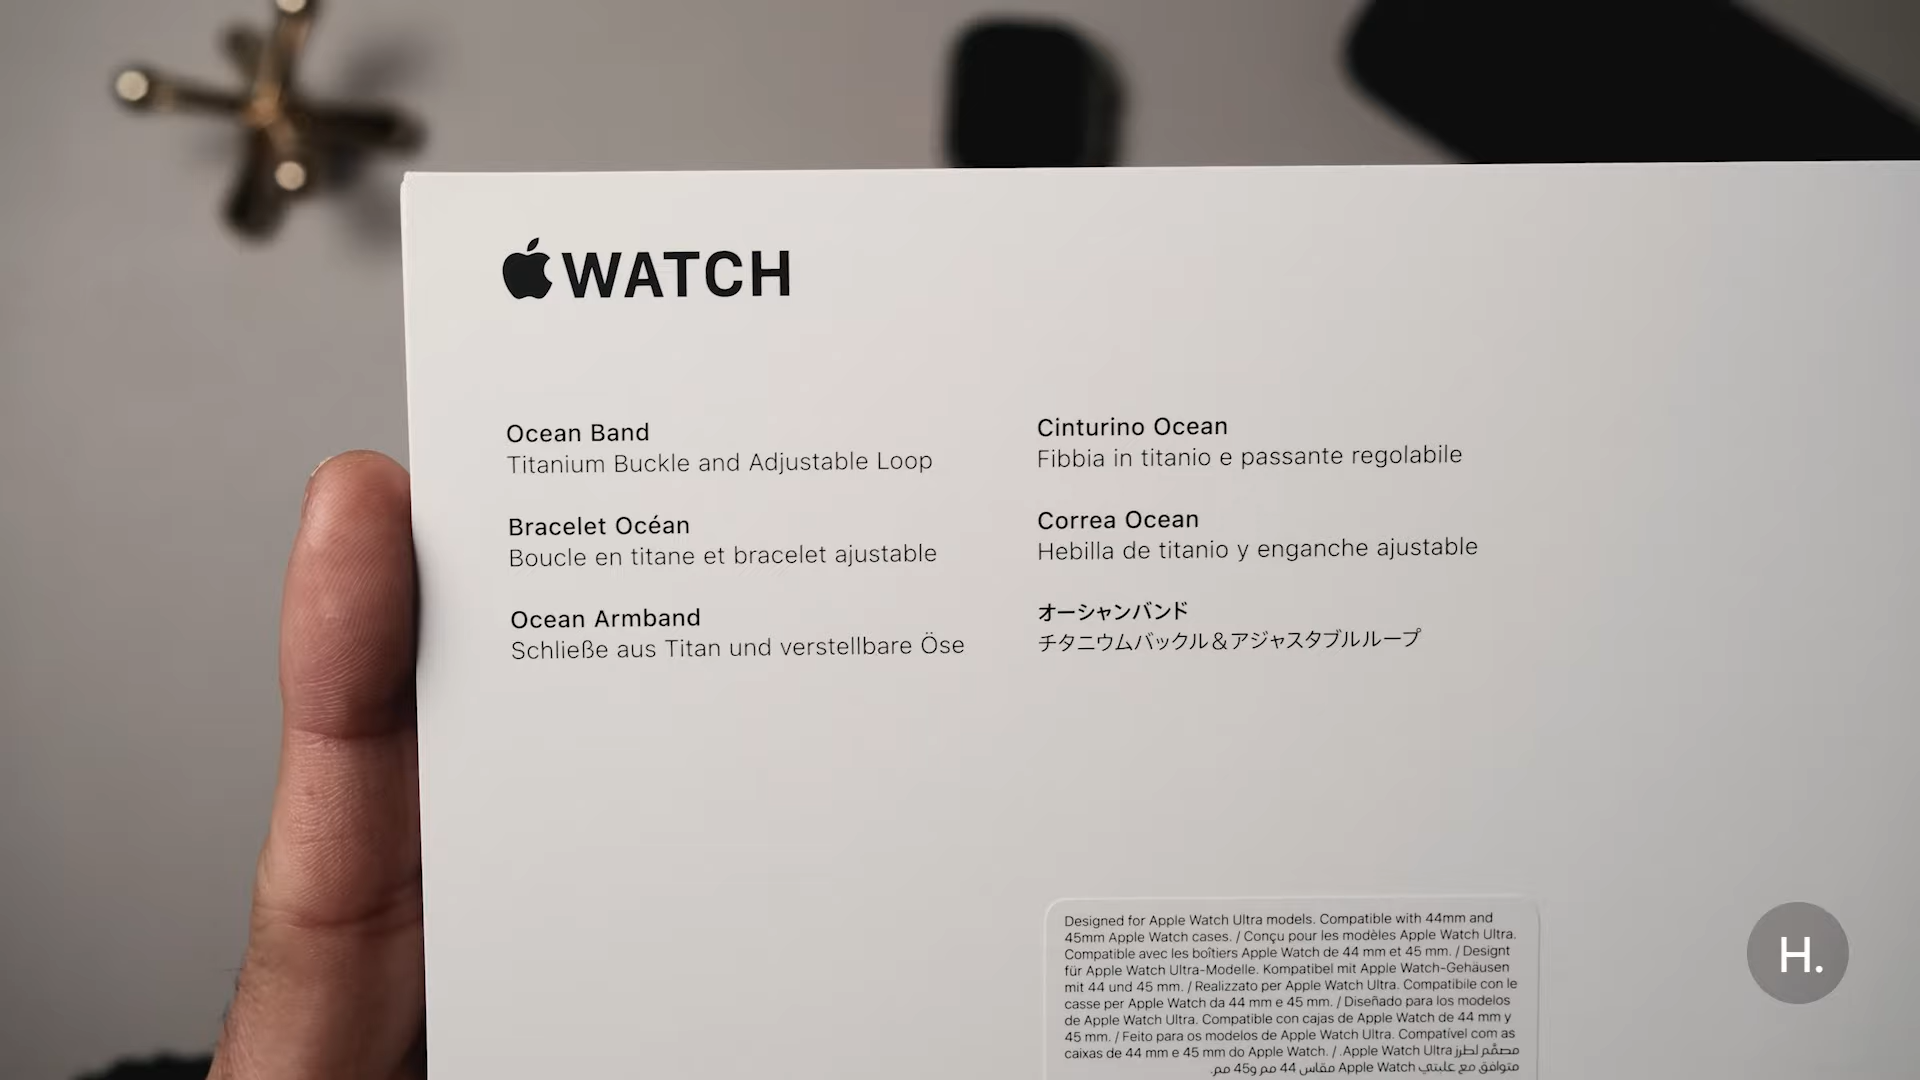 WATCH
Ocean Band
Titanium Buckle and Adjustable Loop
Bracelet Océan
Boucle en titane et bracelet ajustable
Ocean Armband
Schließe aus Titan und verstellbare Öse
Cinturino Ocean
Fibbia in titanio e passante regolabile
Correa Ocean
Hebilla de titanio y enganche ajustable
オーシャンバンド
チタニウムバックル＆アジャスタブルループ
Designed for Apple Watch Ultra models. Compatible with 44mm and
45mm Apple Watch cases. / Conçu pour les modèles Apple Watch Ultra.
Compatible avec les boîtiers Apple Watch de 44 mm et 45 mm. / Designt
für Apple Watch Ultra-Modelle. Kompatibel mit Apple Watch-Gehäusen
mit 44 und 45 mm. / Realizzato per Apple Watch Ultra. Compatibile con le
casse per Apple Watch da 44 mm e 45 mm. / Diseñado para los modelos
de Apple Watch Ultra. Compatible con cajas de Apple Watch de 44 mm y
45 mm. / Feito para os modelos de Apple Watch Ultra. Compatível com as
caixas de 44 mm e 45 mm do Apple Watch. / .Apple Watch Ultra مصمّم لطرز
متوافق مع علبتي Apple Watch مقاس 44 مم و45 مم.
H.